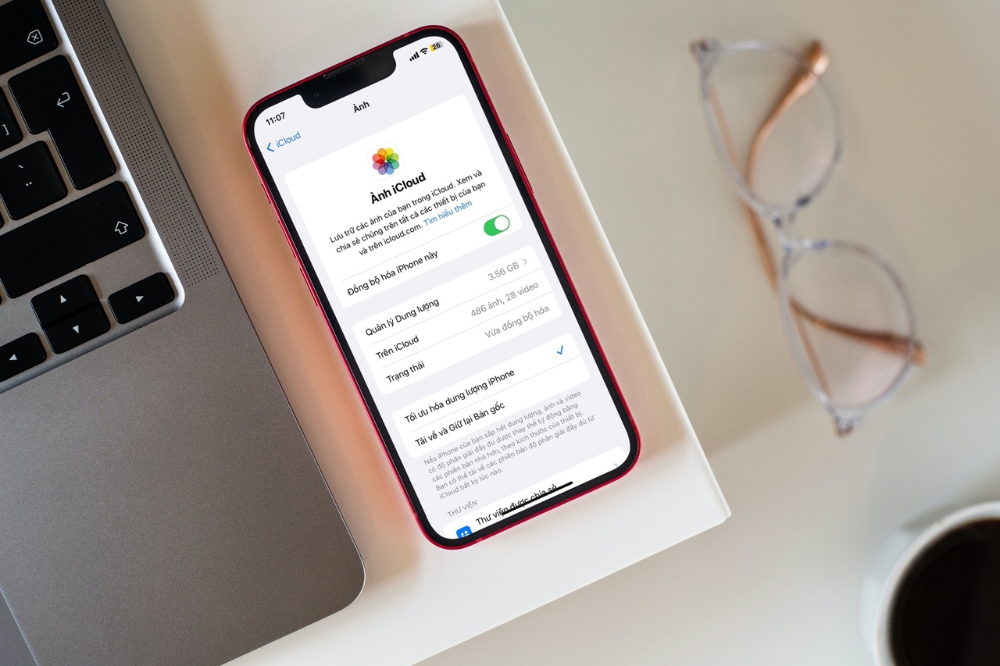 11:07
26
Ảnh
iCloud
Ảnh iCloud
Lưu trữ các ảnh của bạn trong iCloud. Xem và
chia sẻ chúng trên tất cả các thiết bị của bạn
và trên icloud.com. Tìm hiểu thêm
Đồng bộ hóa iPhone này
Quản lý Dung lượng 3.56 GB
Trên iCloud 486 ảnh, 28 video
Trạng thái Vừa đồng bộ hóa
Tối ưu hóa dung lượng iPhone
Tải về và Giữ lại Bản gốc
Nếu iPhone của bạn sắp hết dung lượng, ảnh và video
có độ phân giải đầy đủ được thay thế tự động bằng
các phiên bản nhỏ hơn, theo kích thước của thiết bị.
Bạn có thể tải về các phiên bản độ phân giải đầy đủ từ
iCloud bất kỳ lúc nào.
THƯ VIỆN
Thư viện được chia sẻ